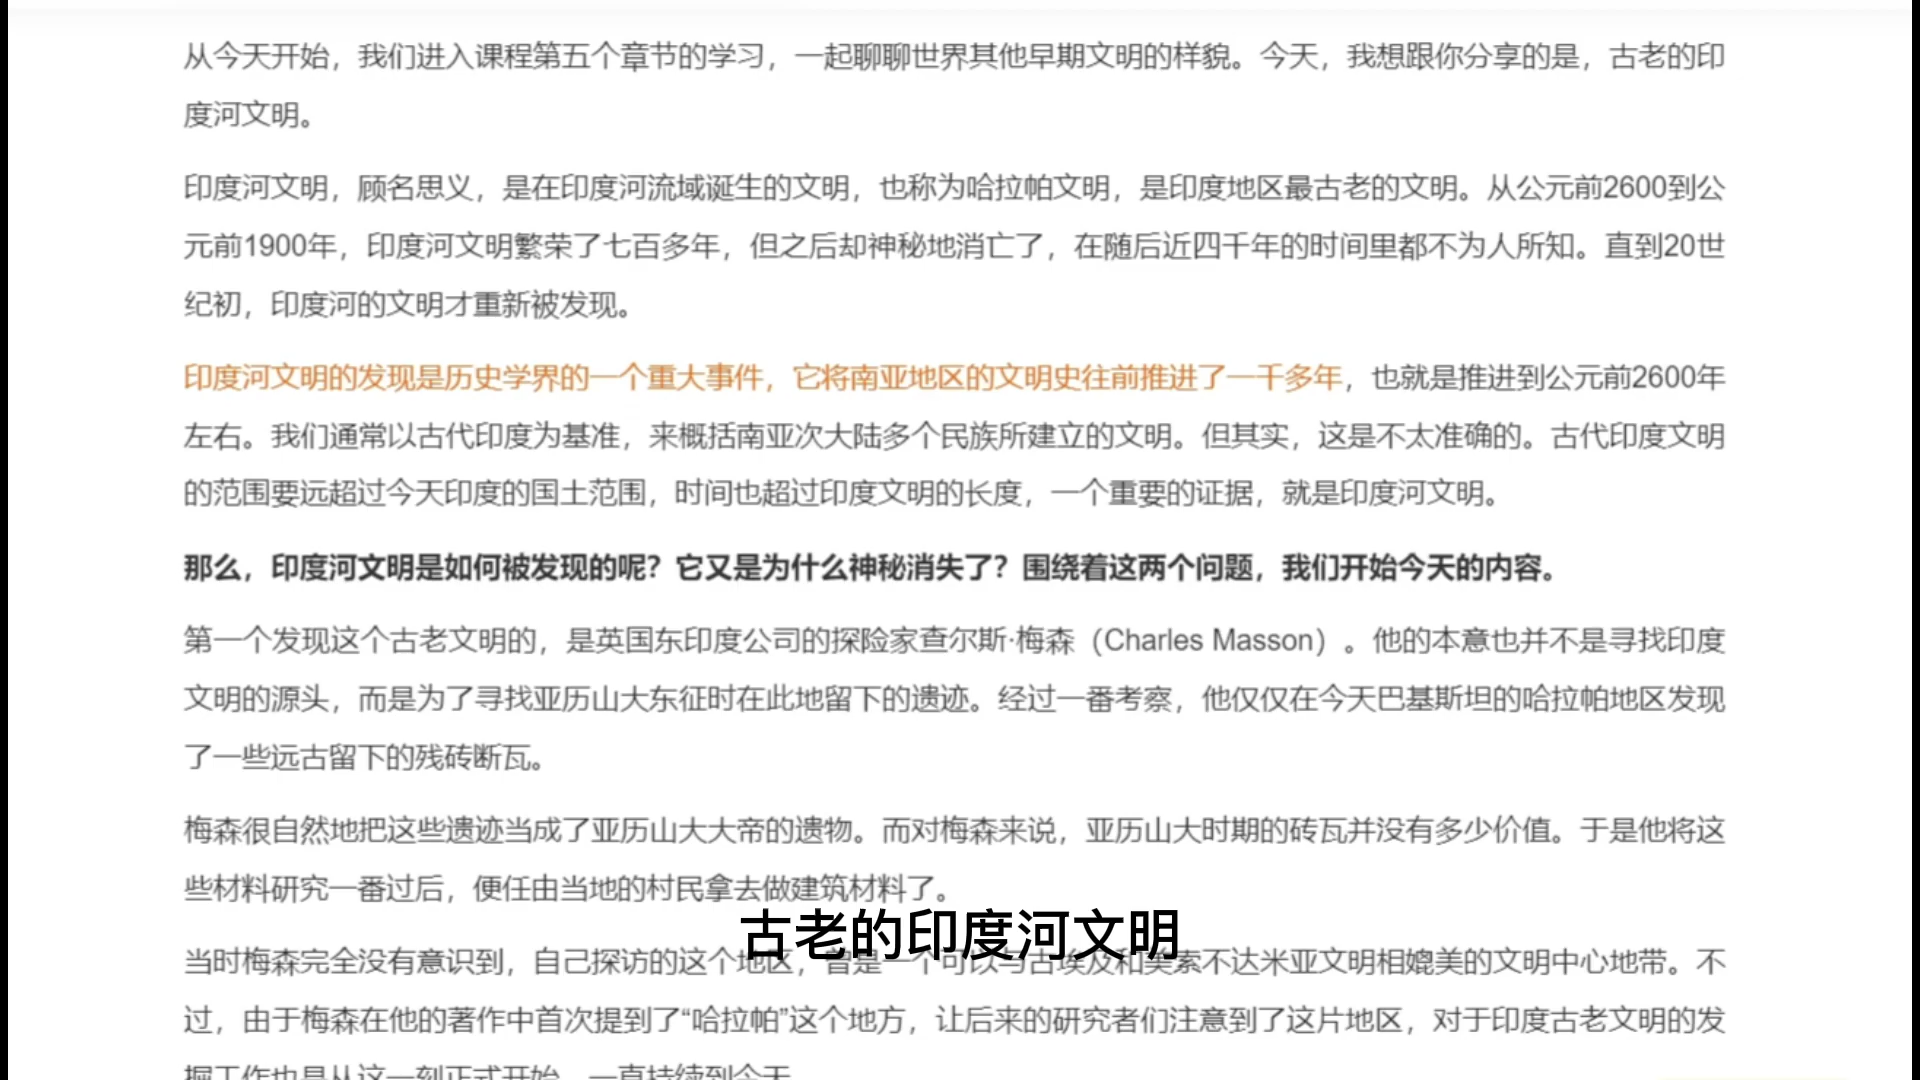 从今天开始，我们进入课程第五个章节的学习，一起聊聊世界其他早期文明的样貌。今天，我想跟你分享的是，古老的印
度河文明。
印度河文明，顾名思义，是在印度河流域诞生的文明，也称为哈拉帕文明，是印度地区最古老的文明。从公元前2600到公
元前1900年，印度河文明繁荣了七百多年，但之后却神秘地消亡了，在随后近四千年的时间里都不为人所知。直到20世
纪初，印度河的文明才重新被发现。
印度河文明的发现是历史学界的一个重大事件，它将南亚地区的文明史往前推进了一千多年，也就是推进到公元前2600年
左右。我们通常以古代印度为基准，来概括南亚次大陆多个民族所建立的文明。但其实，这是不太准确的。古代印度文明
的范围要远超过今天印度的国土范围，时间也超过印度文明的长度，一个重要的证据，就是印度河文明。
那么，印度河文明是如何被发现的呢？它又是为什么神秘消失了？围绕着这两个问题，我们开始今天的内容。
第一个发现这个古老文明的，是英国东印度公司的探险家查尔斯·梅森（Charles Masson）。他的本意也并不是寻找印度
文明的源头，而是为了寻找亚历山大东征时在此地留下的遗迹。经过一番考察，他仅仅在今天巴基斯坦的哈拉帕地区发现
了一些远古留下的残砖断瓦。
梅森很自然地把这些遗迹当成了亚历山大大帝的遗物。而对梅森来说，亚历山大时期的砖瓦并没有多少价值。于是他将这
些材料研究一番过后，便任由当地的村民拿去做建筑材料了。
古老的印度河文明
当时梅森完全没有意识到，自己探访的这个地区，曾是一个可以与古埃及和美索不达米亚文明相媲美的文明中心地带。不
过，由于梅森在他的著作中首次提到了“哈拉帕”这个地方，让后来的研究者们注意到了这片地区，对于印度古老文明的发
掘工作也是从这一刻正式开始，一直持续到今天